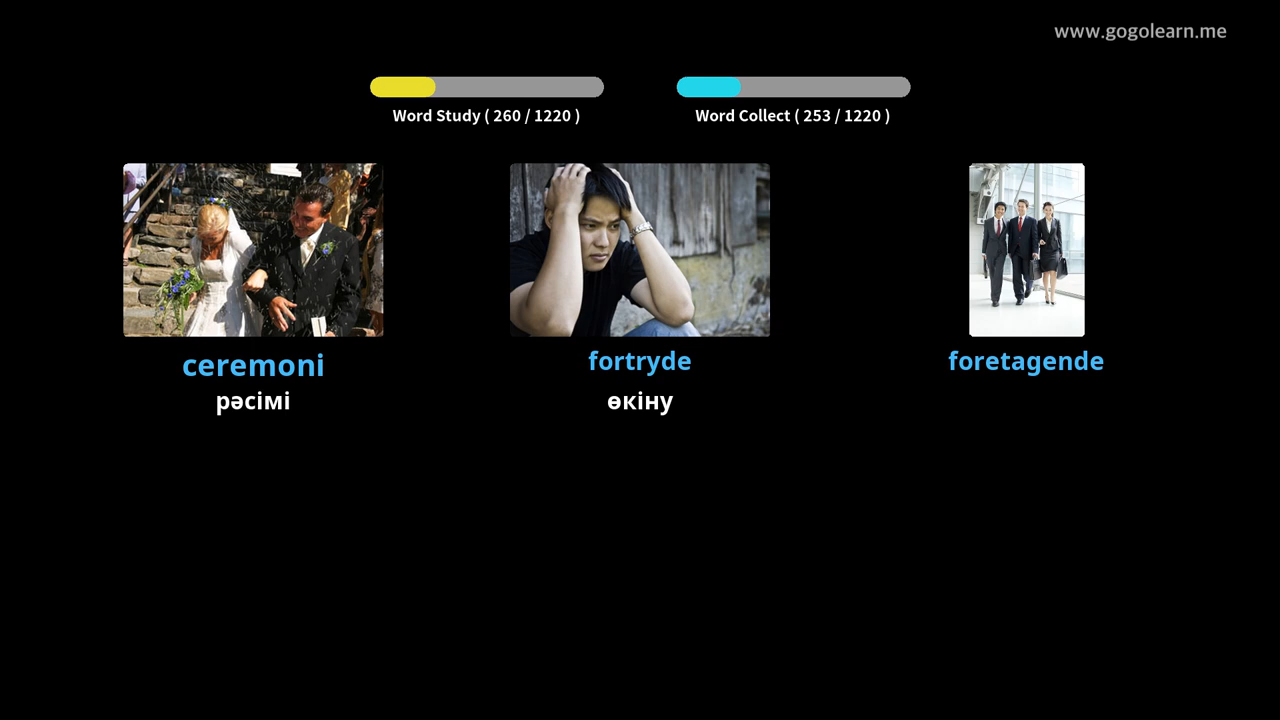 www.gogolearn.me
Word Study ( 260 / 1220 )
Word Collect ( 253 / 1220 )
ceremoni
fortryde
foretagende
рәсімі
өкіну